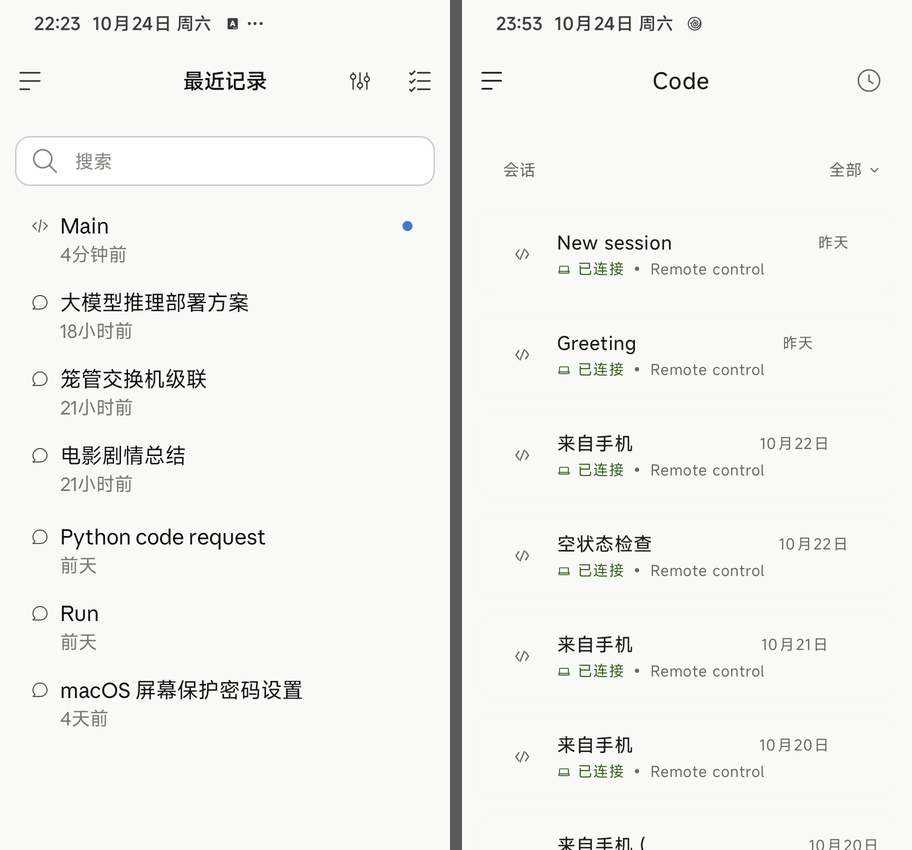 22:23 10月24日 周六
最近记录
搜索
Main
4分钟前
大模型推理部署方案
18小时前
笼管交换机级联
21小时前
电影剧情总结
21小时前
Python code request
前天
Run
前天
macOS 屏幕保护密码设置
4天前
23:53 10月24日 周六
Code
会话 全部
New session 昨天
已连接 • Remote control
Greeting 昨天
已连接 • Remote control
来自手机 10月22日
已连接 • Remote control
空状态检查 10月22日
已连接 • Remote control
来自手机 10月21日
已连接 • Remote control
来自手机 10月20日
已连接 • Remote control
来自手机 ( 10月20日